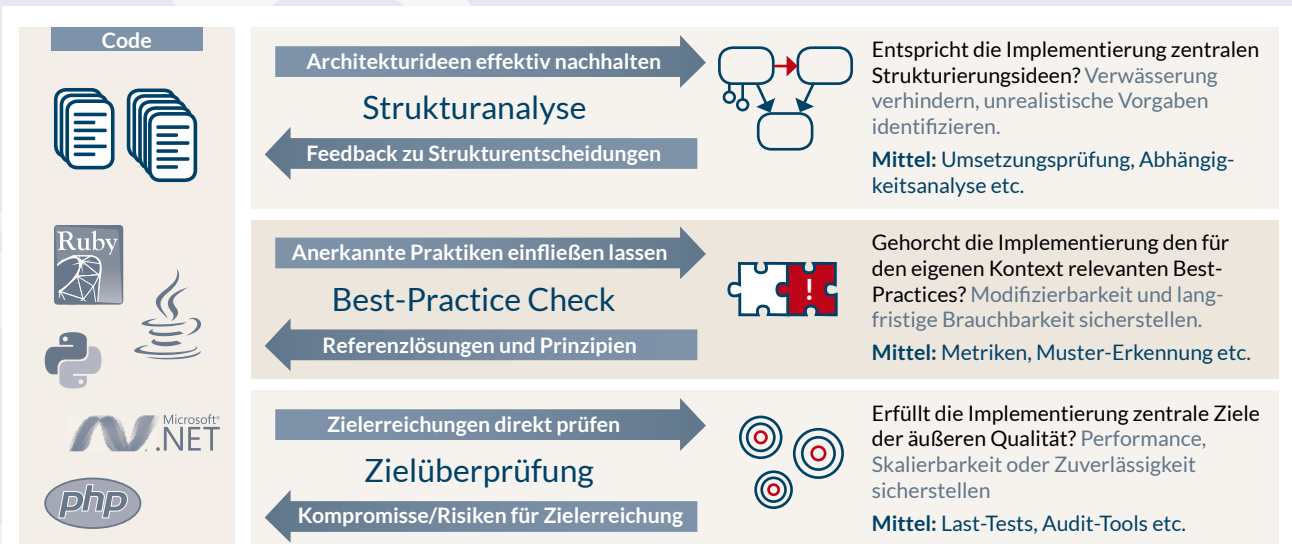 Code
Ruby
Microsoft®
.NET
php
Architekturideen effektiv nachhalten
Strukturanalyse
Feedback zu Strukturentscheidungen
Entspricht die Implementierung zentralen
Strukturierungsideen? Verwässerung
verhindern, unrealistische Vorgaben
identifizieren.
Mittel: Umsetzungsprüfung, Abhängig-
keitsanalyse etc.
Anerkannte Praktiken einfließen lassen
Best-Practice Check
Referenzlösungen und Prinzipien
!
Gehorcht die Implementierung den für
den eigenen Kontext relevanten Best-
Practices? Modifizierbarkeit und lang-
fristige Brauchbarkeit sicherstellen.
Mittel: Metriken, Muster-Erkennung etc.
Zielerreichungen direkt prüfen
Zielüberprüfung
Kompromisse/Risiken für Zielerreichung
Erfüllt die Implementierung zentrale Ziele
der äußeren Qualität? Performance,
Skalierbarkeit oder Zuverlässigkeit
sicherstellen
Mittel: Last-Tests, Audit-Tools etc.